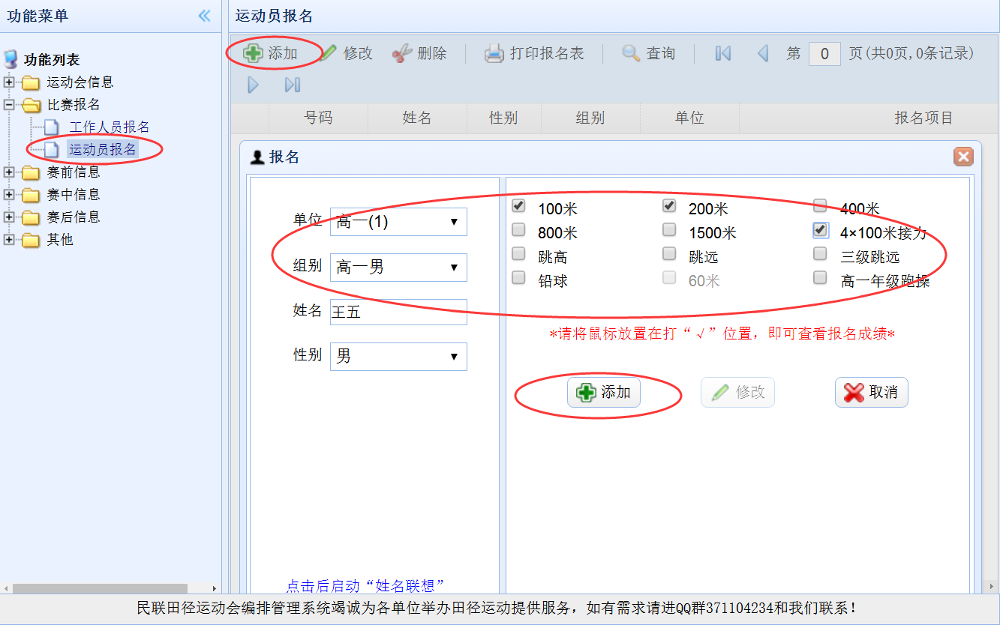 功能菜单
功能列表
运动会信息
比赛报名
工作人员报名
运动员报名
赛前信息
赛中信息
赛后信息
其他
运动员报名
添加 修改 删除 打印报名表 查询 第 0 页(共0页,0条记录)
号码 姓名 性别 组别 单位 报名项目
报名
单位 高一(1)
组别 高一男
姓名 王五
性别 男
点击后启动“姓名联想”
100米 200米 400米
800米 1500米 4×100米接力
跳高 跳远 三级跳远
铅球 60米 高一年级跑操
*请将鼠标放置在打“√”位置，即可查看报名成绩*
添加 修改 取消
民联田径运动会编排管理系统竭诚为各单位举办田径运动提供服务，如有需求请进QQ群371104234和我们联系！